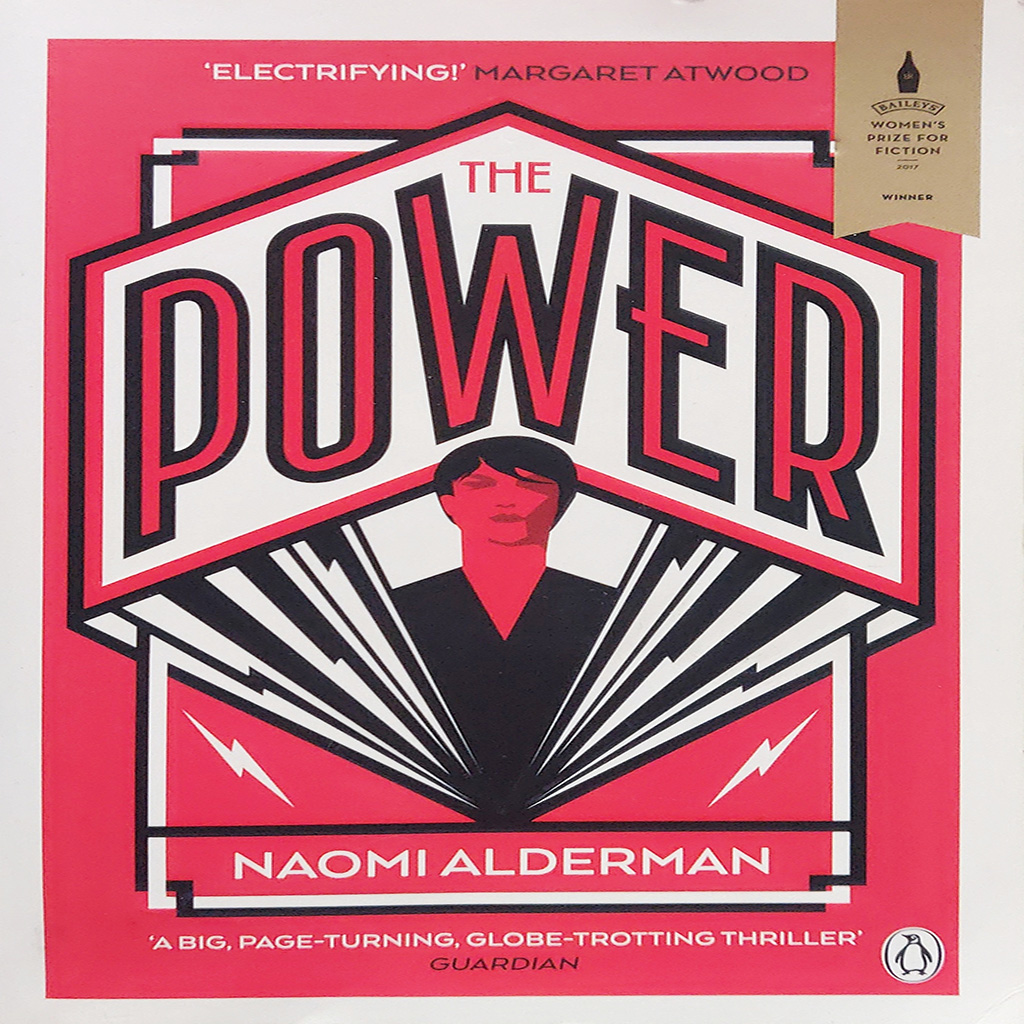 'ELECTRIFYING!' MARGARET ATWOOD
BAILEYS
WOMEN'S
PRIZE FOR
FICTION
2017
WINNER
THE
POWER
NAOMI ALDERMAN
'A BIG, PAGE-TURNING, GLOBE-TROTTING THRILLER'
GUARDIAN